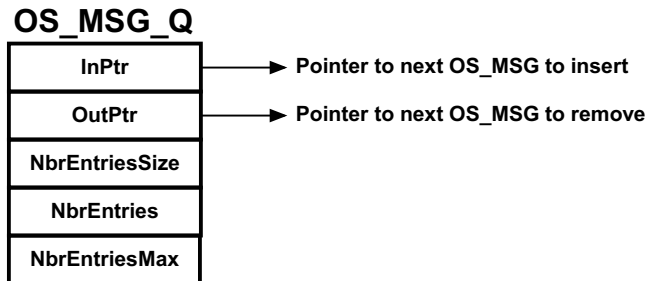 OS_MSG_Q
InPtr
Pointer to next OS_MSG to insert
OutPtr
Pointer to next OS_MSG to remove
NbrEntriesSize
NbrEntries
NbrEntriesMax